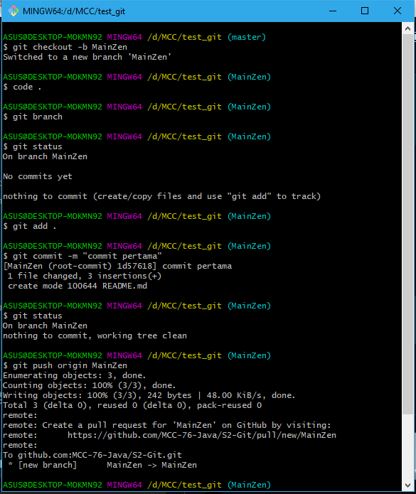 MINGW64:/d/MCC/test_git
ASUS@DESKTOP-MOKMN92 MINGW64 /d/MCC/test_git (master)
$ git checkout -b MainZen
Switched to a new branch 'MainZen'
ASUS@DESKTOP-MOKMN92 MINGW64 /d/MCC/test_git (MainZen)
$ code .
ASUS@DESKTOP-MOKMN92 MINGW64 /d/MCC/test_git (MainZen)
$ git branch
ASUS@DESKTOP-MOKMN92 MINGW64 /d/MCC/test_git (MainZen)
$ git status
On branch MainZen
No commits yet
nothing to commit (create/copy files and use "git add" to track)
ASUS@DESKTOP-MOKMN92 MINGW64 /d/MCC/test_git (MainZen)
$ git add .
ASUS@DESKTOP-MOKMN92 MINGW64 /d/MCC/test_git (MainZen)
$ git commit -m "commit pertama"
[MainZen (root-commit) 1d57618] commit pertama
1 file changed, 3 insertions(+)
create mode 100644 README.md
ASUS@DESKTOP-MOKMN92 MINGW64 /d/MCC/test_git (MainZen)
$ git status
On branch MainZen
nothing to commit, working tree clean
ASUS@DESKTOP-MOKMN92 MINGW64 /d/MCC/test_git (MainZen)
$ git push origin MainZen
Enumerating objects: 3, done.
Counting objects: 100% (3/3), done.
Writing objects: 100% (3/3), 242 bytes | 48.00 KiB/s, done.
Total 3 (delta 0), reused 0 (delta 0), pack-reused 0
remote:
remote: Create a pull request for 'MainZen' on GitHub by visiting:
remote: https://github.com/MCC-76-Java/S2-Git/pull/new/MainZen
remote:
To github.com:MCC-76-Java/S2-Git.git
* [new branch] MainZen -> MainZen
ASUS@DESKTOP-MOKMN92 MINGW64 /d/MCC/test_git (MainZen)